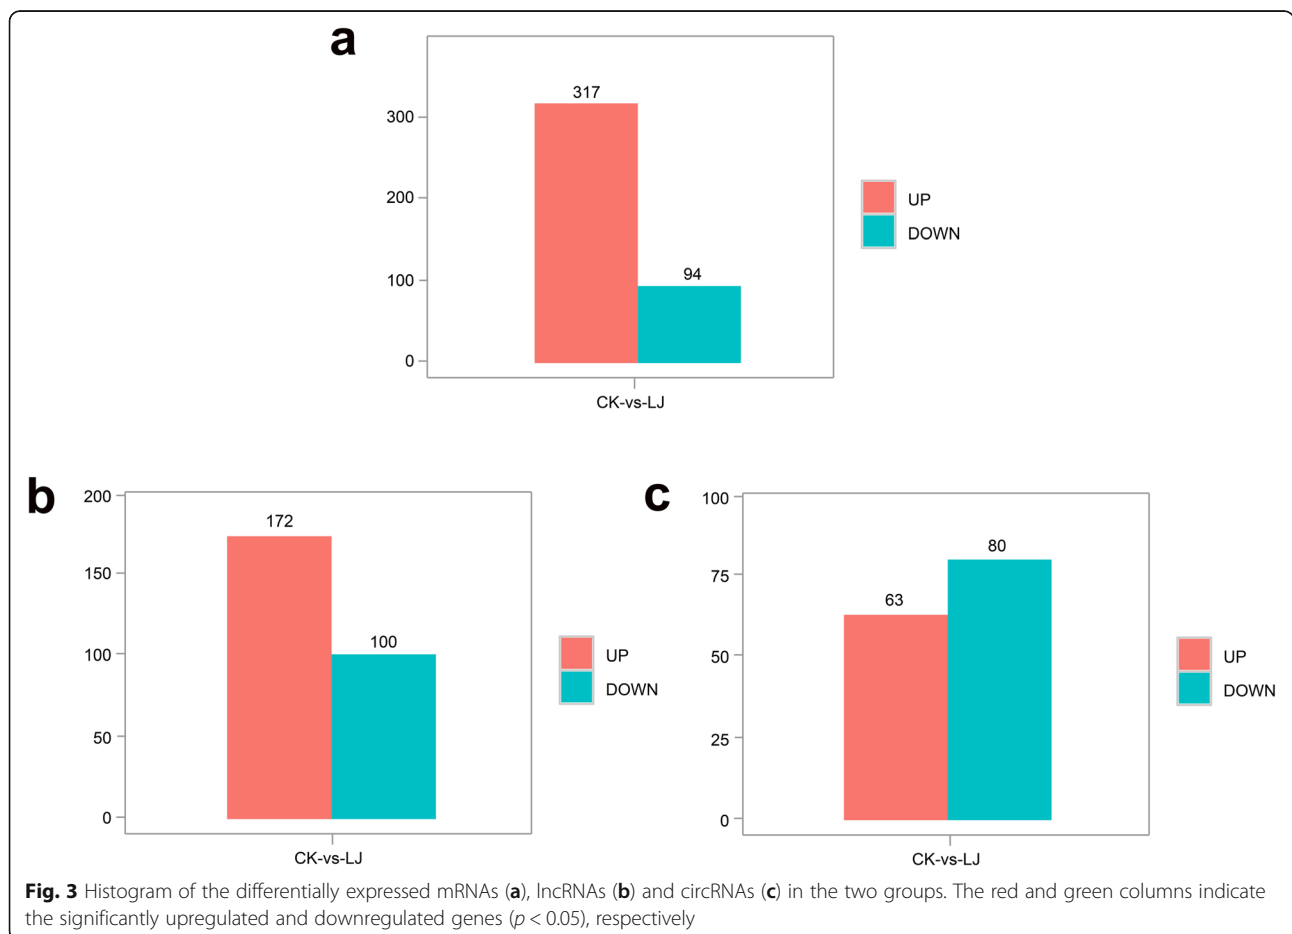 a
317
300
200
94
100
0
CK-vs-LJ
UP
DOWN
b
200
172
150
100
100
50
0
CK-vs-LJ
UP
DOWN
c
100
80
75
63
50
25
0
CK-vs-LJ
UP
DOWN
Fig. 3 Histogram of the differentially expressed mRNAs (a), lncRNAs (b) and circRNAs (c) in the two groups. The red and green columns indicate
the significantly upregulated and downregulated genes (p < 0.05), respectively